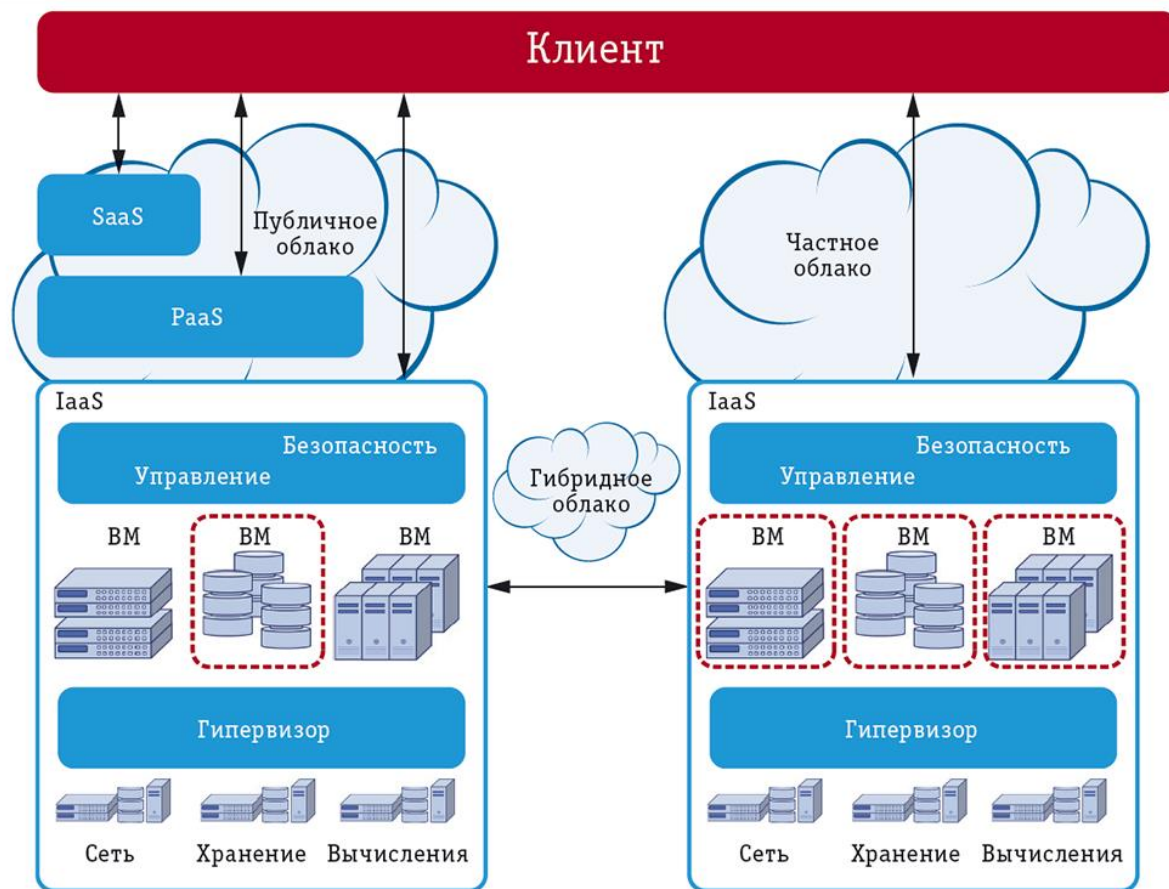 Клиент
SaaS
Публичное
облако
PaaS
Частное
облако
IaaS
Безопасность
Управление
ВМ
ВМ
ВМ
Гипервизор
Сеть
Хранение
Вычисления
Гибридное
облако
IaaS
Безопасность
Управление
ВМ
ВМ
ВМ
Гипервизор
Сеть
Хранение
Вычисления